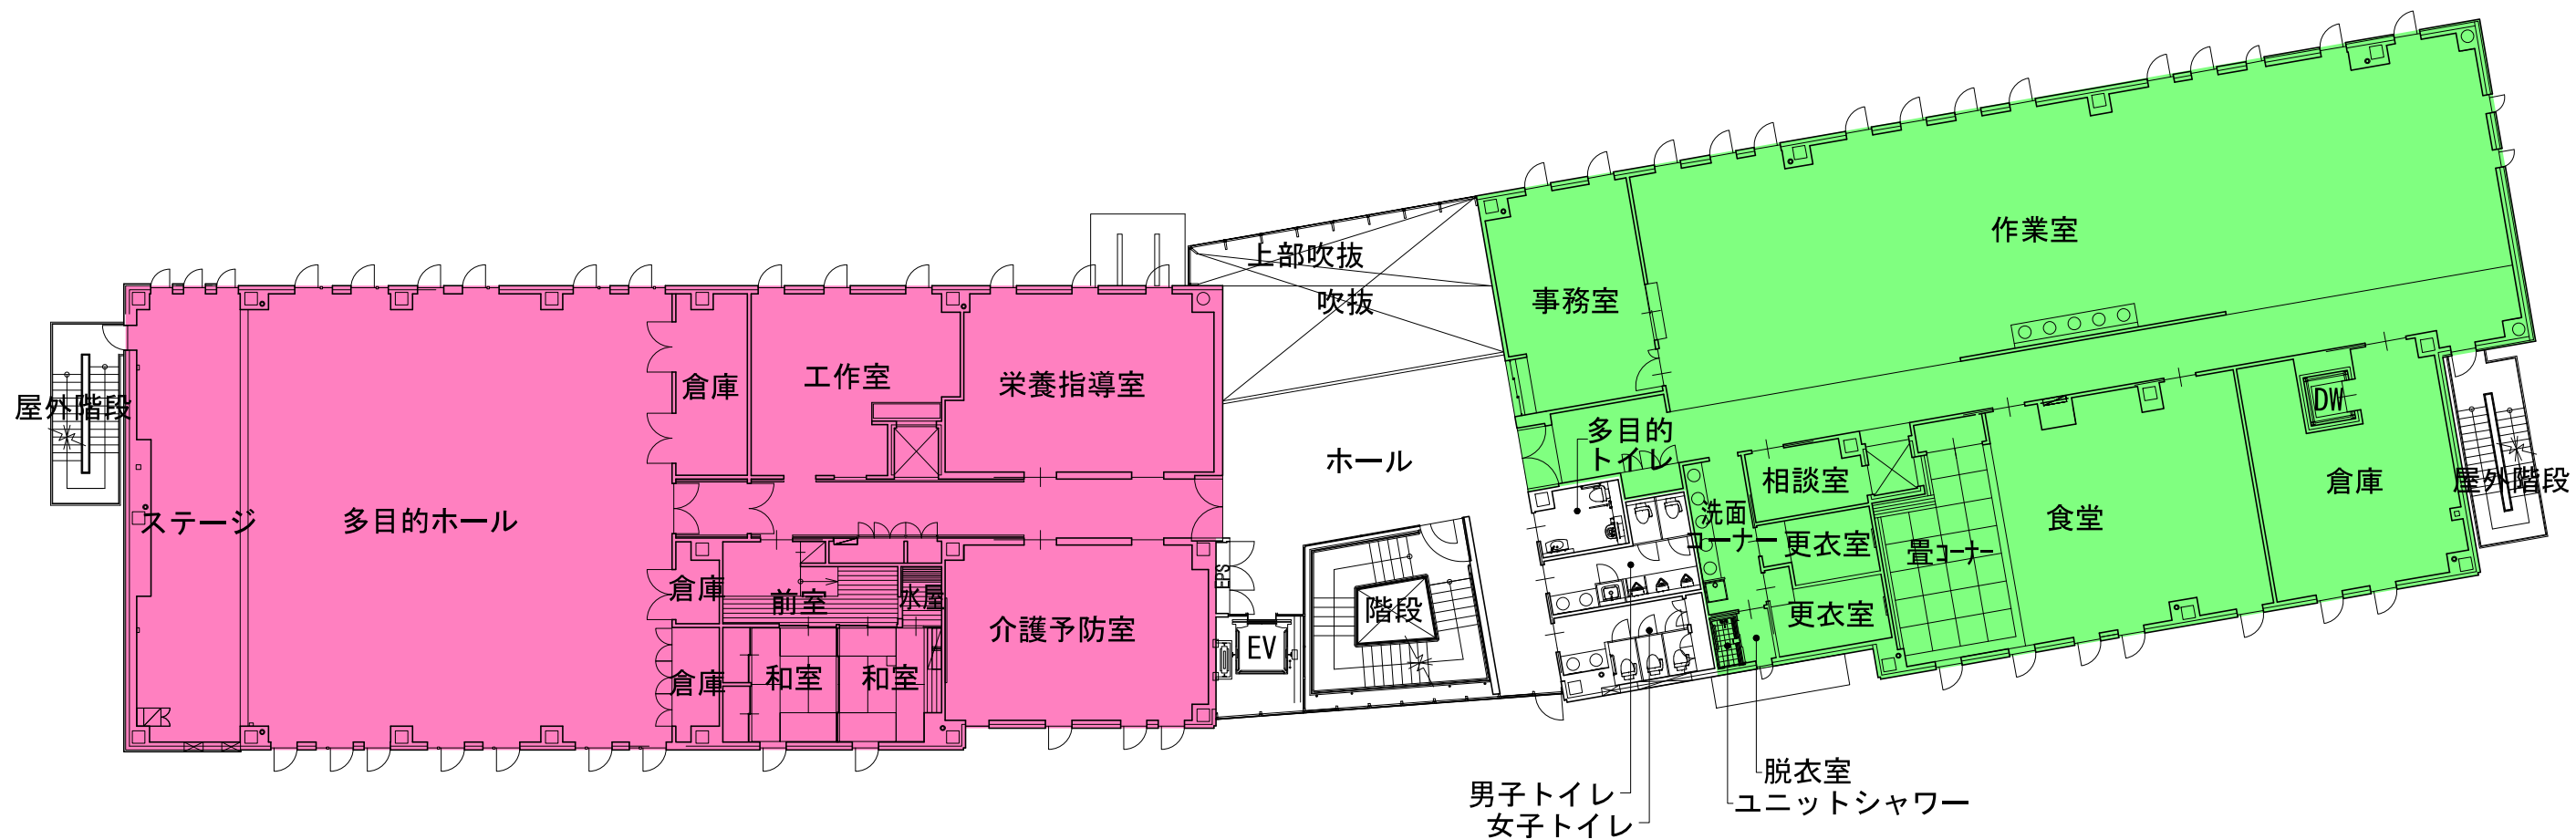 上部吹抜
吹抜
作業室
事務室
工作室
栄養指導室
倉庫
屋外階段
DW
多目的
トイレ
ホール
相談室
倉庫
屋外階段
ステージ
多目的ホール
洗面
コーナー
食堂
更衣室
畳コーナー
EPS
倉庫
前室
水屋
介護予防室
階段
更衣室
EV
倉庫
和室
和室
脱衣室
男子トイレ
ユニットシャワー
女子トイレ